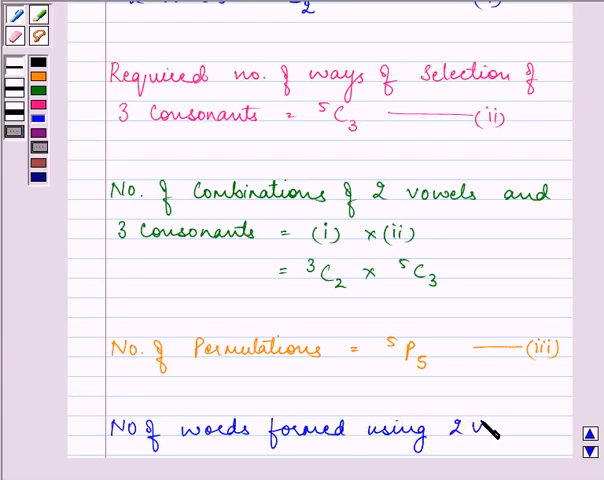 2 (i)
Required no. of ways of selection of
3 consonants = ⁵C₃ ——— (ii)
No. of Combinations of 2 vowels and
3 consonants = (i) × (ii)
= ³C₂ × ⁵C₃
No. of Permutations = ⁵P₅ —— (iii)
No of words formed using 2 v